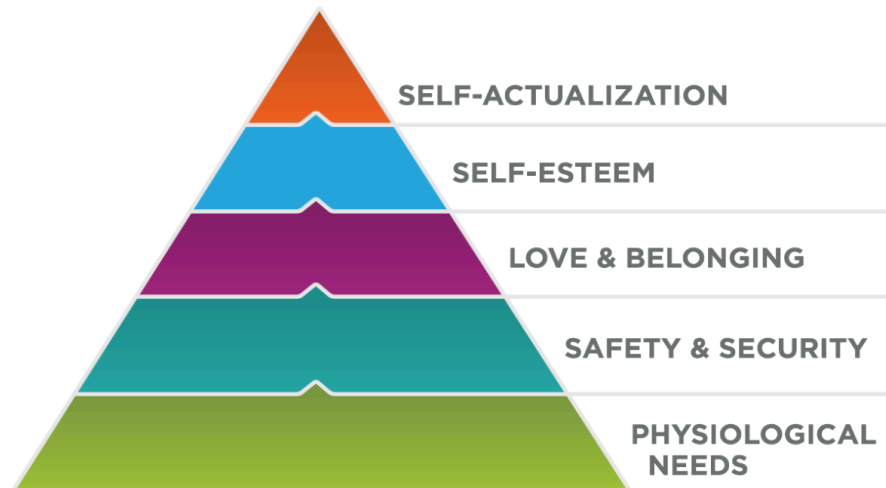 SELF-ACTUALIZATION
SELF-ESTEEM
LOVE & BELONGING
SAFETY & SECURITY
PHYSIOLOGICAL
NEEDS